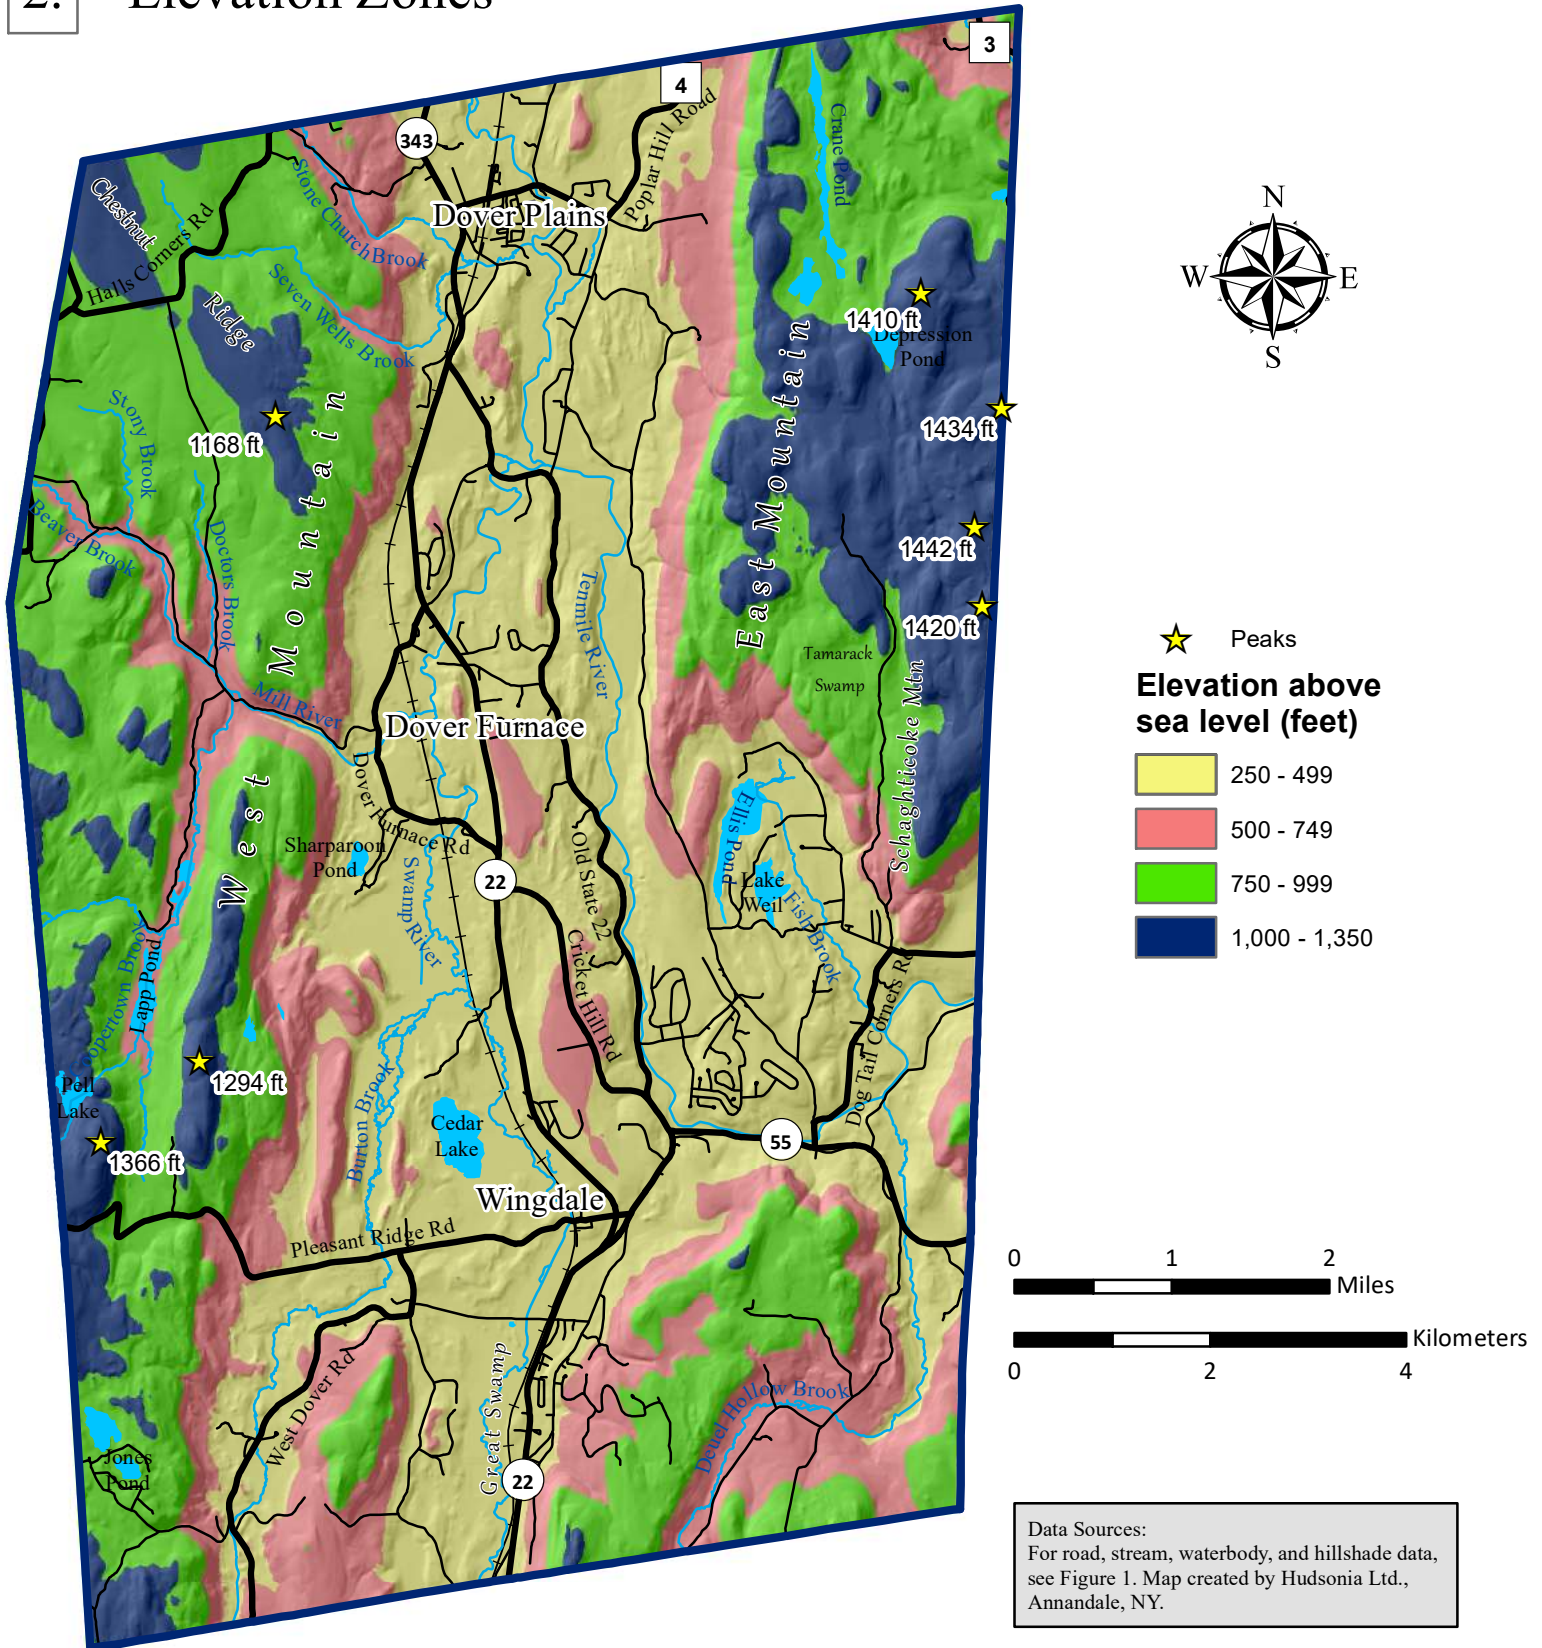 2. Elevation Zones
3
4
343
Poplar Hill Road
Crane Pond
Chestnut
Ridge
Halls Corners Rd
Stone Church Brook
Dover Plains
Seven Wells Brook
1410 ft
Depression
Pond
1168 ft
1434 ft
Stony Brook
Beaver Brook
Doctors Brook
West Mountain
East Mountain
1442 ft
1420 ft
Tenmile River
Tamarack
Swamp
Schaghticoke Mtn
Mill River
Dover Furnace
Dover Furnace Rd
Sharparoon
Pond
Swamp River
22
Old State 22
Ellis Pond
Lake
Weil
Fish Brook
Cricket Hill Rd
Lapp Pond
Dog Tail Corners Rd
1294 ft
Pell
Lake
1366 ft
Burton Brook
Cedar
Lake
55
Wingdale
Pleasant Ridge Rd
West Dover Rd
Great Swamp
Deuel Hollow Brook
Jones
Pond
22
N
W E
S
Peaks
Elevation above
sea level (feet)
250 - 499
500 - 749
750 - 999
1,000 - 1,350
0 1 2
Miles
Kilometers
0 2 4
Data Sources:
For road, stream, waterbody, and hillshade data,
see Figure 1. Map created by Hudsonia Ltd.,
Annandale, NY.